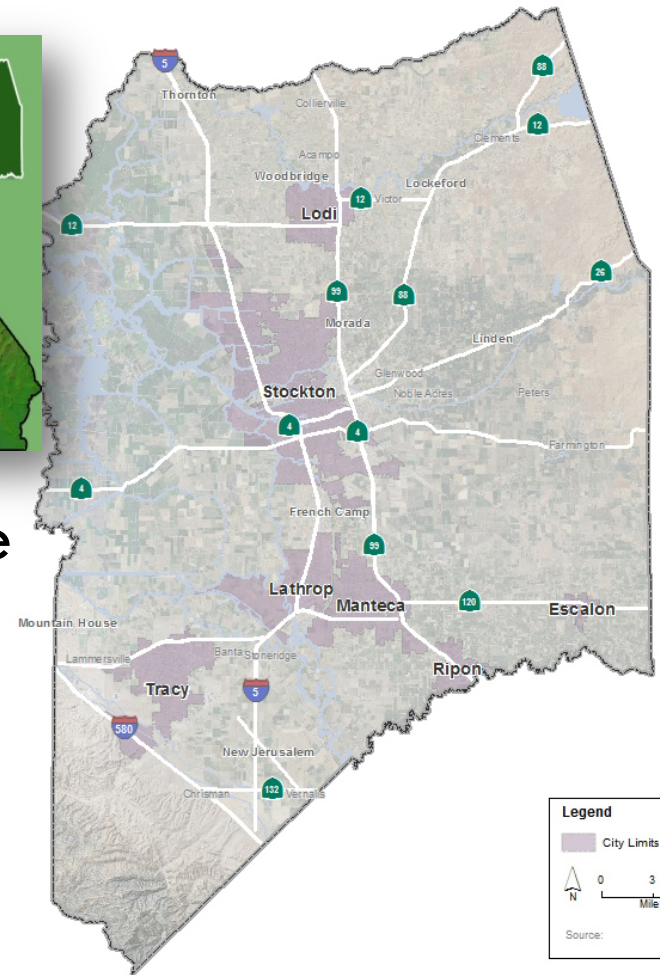 5
88
Thornton
Collierville
12
Clements
Acampo
Woodbridge
Lockeford
12
Victor
Lodi
12
26
99
88
Morada
Linden
Glenwood
Stockton
Noble Acres
Peters
4
4
Farmington
4
French Camp
e
99
Lathrop
Manteca
120
Escalon
Mountain House
Banta
Stoneridge
Lammersville
Ripon
Tracy
5
580
New Jerusalem
Chrisman
132
Vernalis
Legend
City Limits
N
0 3
Mile
Source: